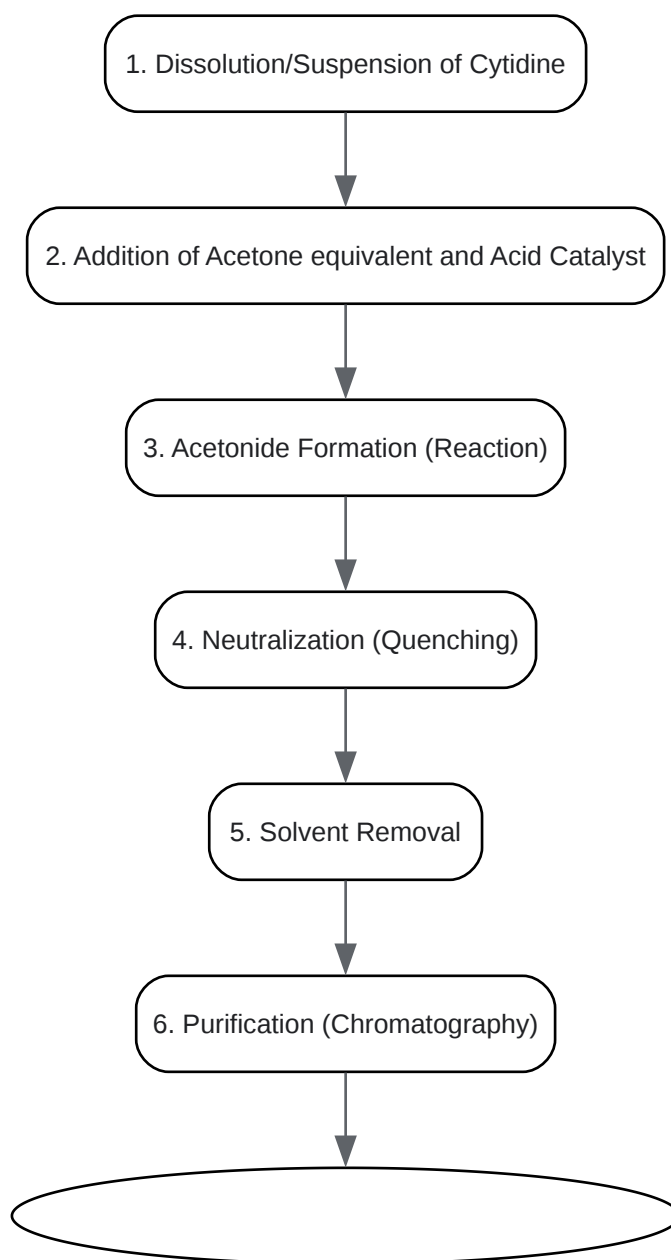 1. Dissolution/Suspension of Cytidine
2. Addition of Acetone equivalent and Acid Catalyst
3. Acetonide Formation (Reaction)
4. Neutralization (Quenching)
5. Solvent Removal
6. Purification (Chromatography)